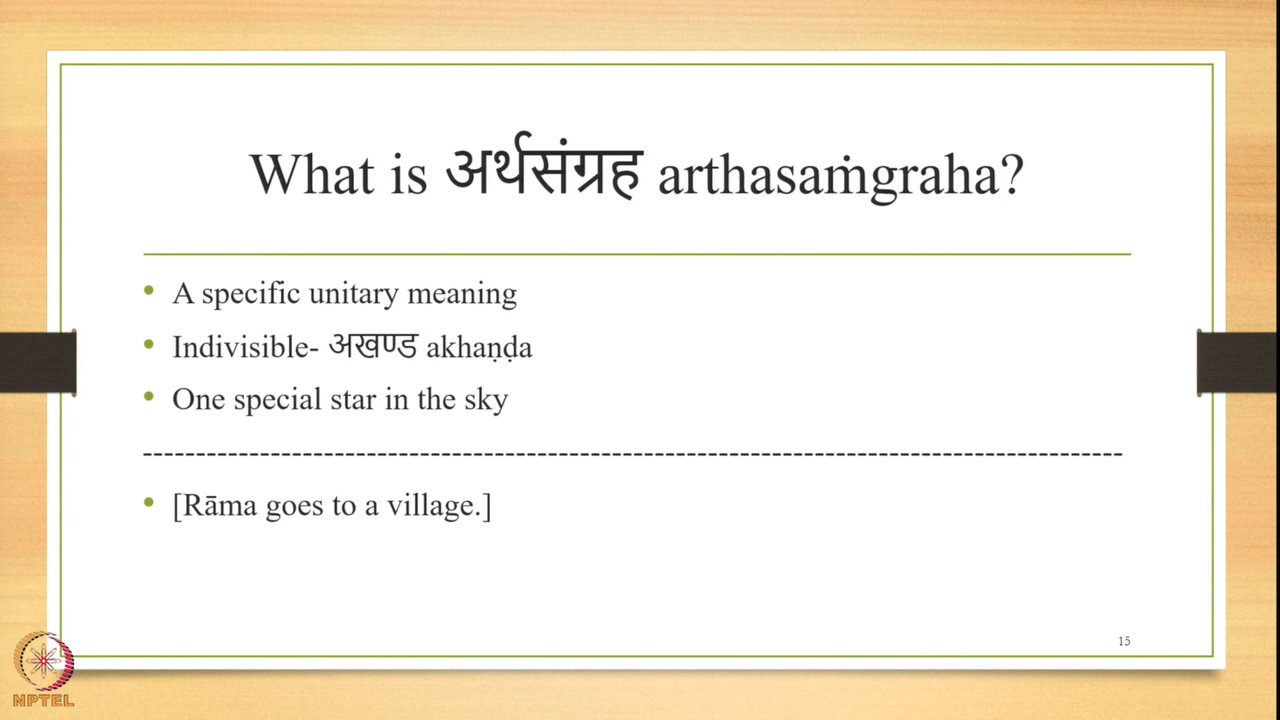 What is अर्थसंग्रह arthasaṁgraha?
• A specific unitary meaning
• Indivisible- अखण्ड akhaṇḍa
• One special star in the sky
--------------------------------------------------------------------------------------------
• [Rāma goes to a village.]
15
NPTEL